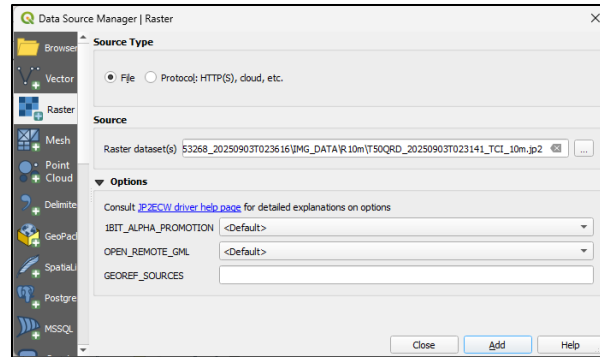 Data Source Manager | Raster
Browser
Vector
Raster
Mesh
Point
Cloud
Delimite
GeoPac
SpatiaLi
Postgre
MSSQL
Source Type
File
Protocol: HTTP(S), cloud, etc.
Source
Raster dataset(s) 53268_20250903T023616\IMG_DATA\R10m\T50QRD_20250903T023141_TCI_10m.jp2 ...
Options
Consult JP2ECW driver help page for detailed explanations on options
1BIT_ALPHA_PROMOTION <Default>
OPEN_REMOTE_GML <Default>
GEOREF_SOURCES
Close Add Help